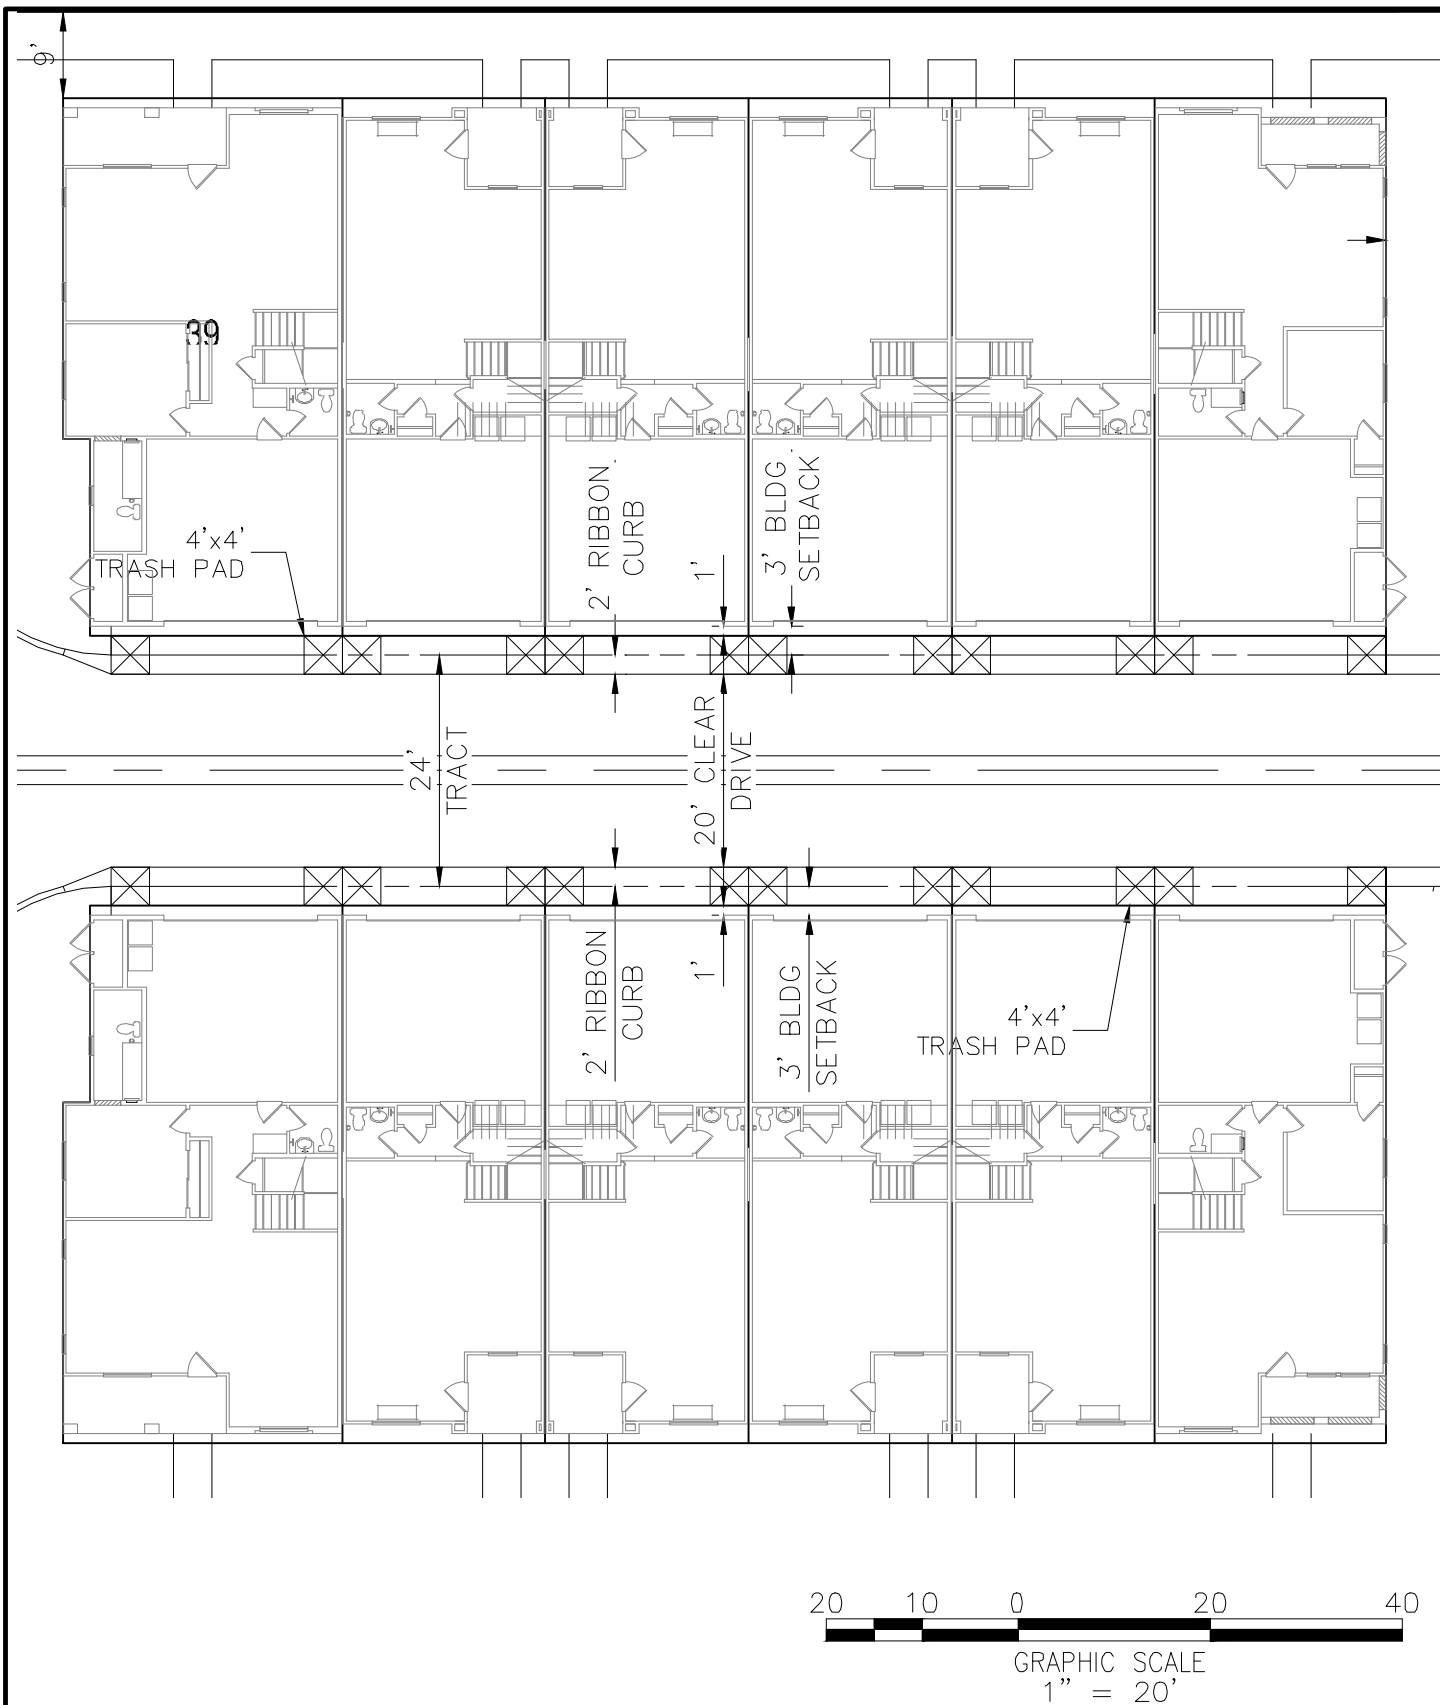 9'
39
4'x4'
TRASH PAD
2' RIBBON
CURB
1'
3' BLDG
SETBACK
24'
TRACT
20' CLEAR
DRIVE
2' RIBBON
CURB
1'
3' BLDG
SETBACK
4'x4'
TRASH PAD
20 10 0 20 40
GRAPHIC SCALE
1" = 20'